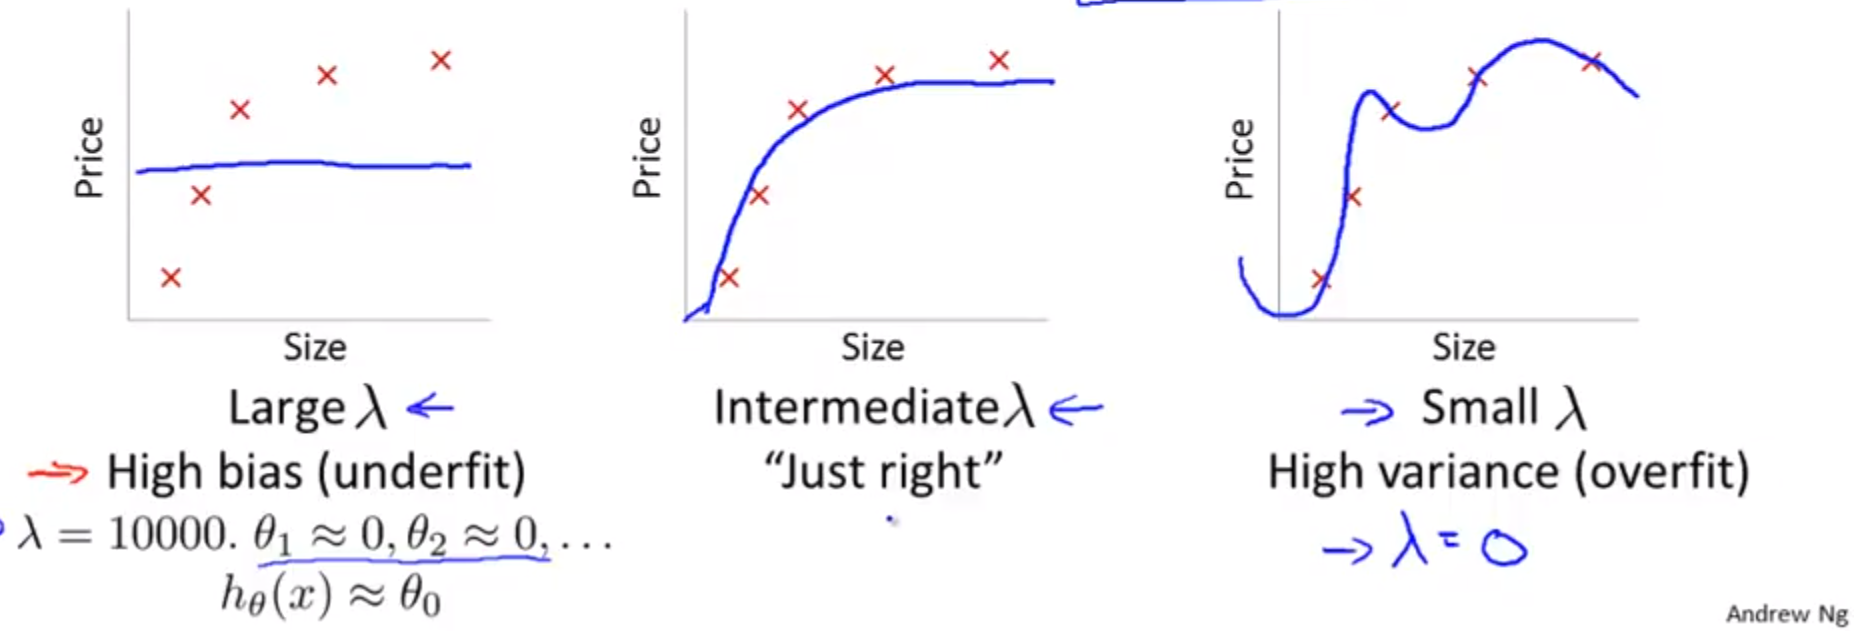 Price
Size
Large λ ←
→ High bias (underfit)
λ = 10000. θ₁ ≈ 0, θ₂ ≈ 0, …
h_θ(x) ≈ θ₀
Price
Size
Intermediate λ ←
“Just right”
Price
Size
→ Small λ
High variance (overfit)
→ λ = 0
Andrew Ng